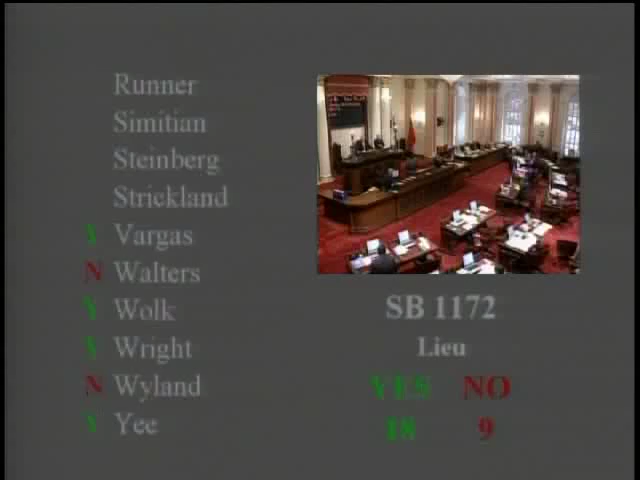 Runner
Simitian
Steinberg
Strickland
Y Vargas
N Walters
Y Wolk
Y Wright
N Wyland
Y Yee
SB 1172
Lieu
YES NO
18 9